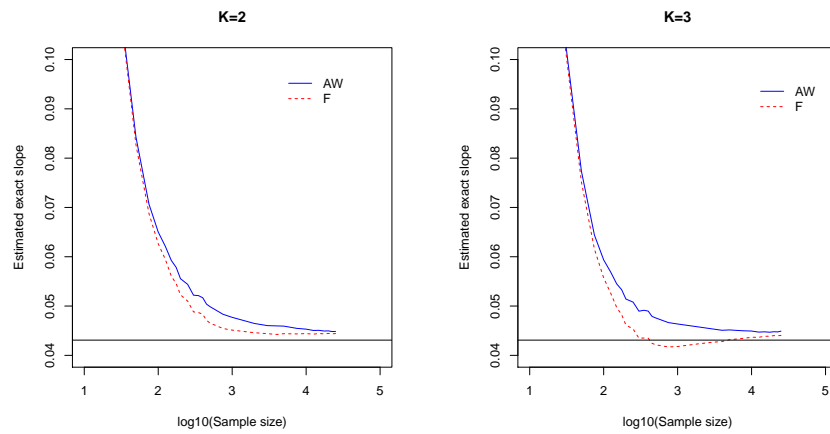 K=2
Estimated exact slope
0.10
0.09
0.08
0.07
0.06
0.05
0.04
AW
F
1 2 3 4 5
log10(Sample size)
K=3
Estimated exact slope
0.10
0.09
0.08
0.07
0.06
0.05
0.04
AW
F
1 2 3 4 5
log10(Sample size)